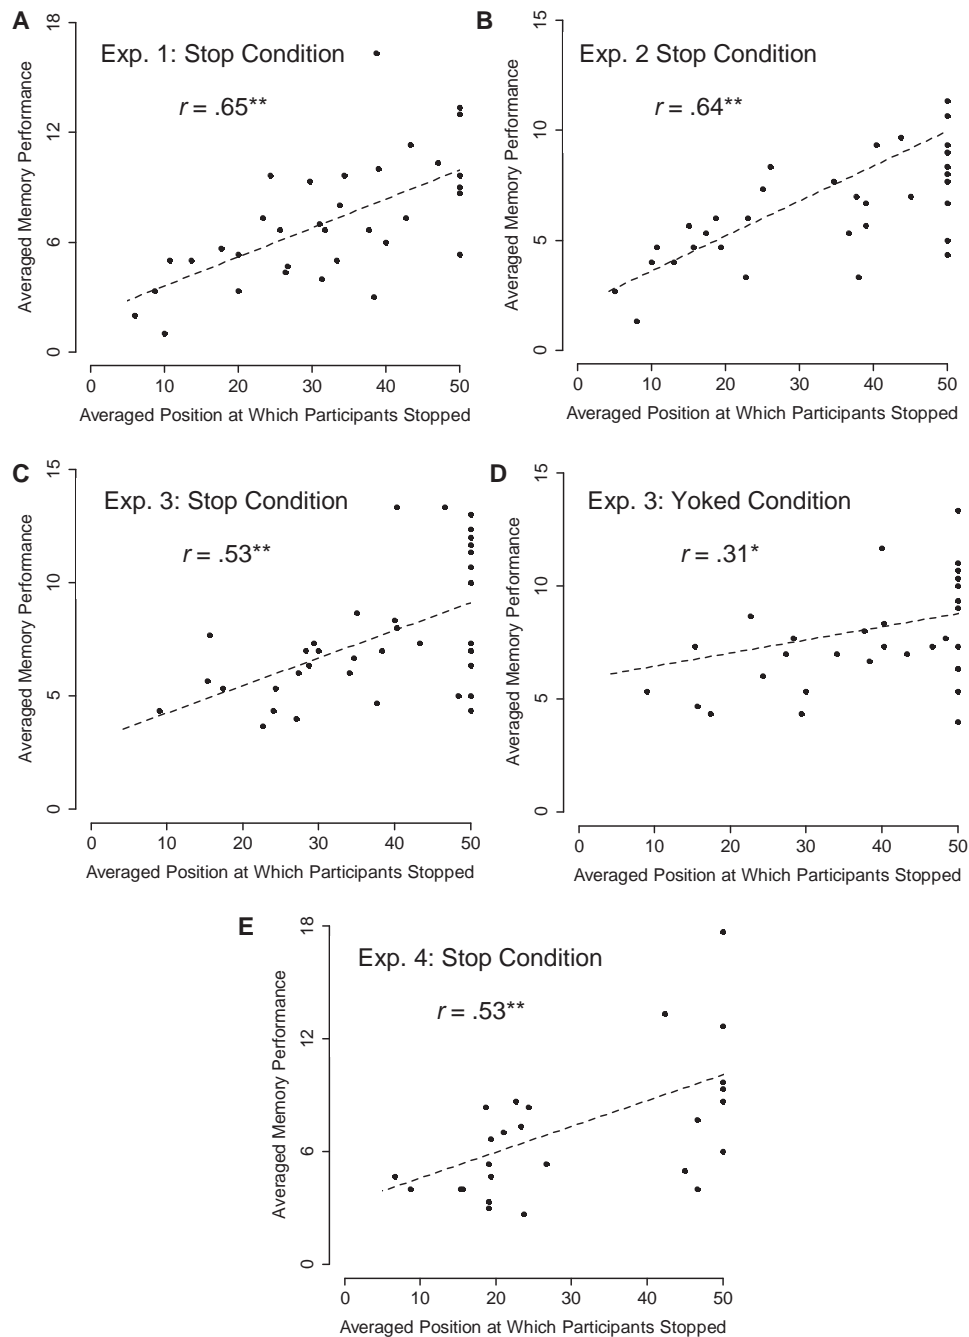 A
Exp. 1: Stop Condition
r = .65**
Averaged Memory Performance
18
12
6
0
0 10 20 30 40 50
Averaged Position at Which Participants Stopped
B
Exp. 2 Stop Condition
r = .64**
Averaged Memory Performance
15
10
5
0
0 10 20 30 40 50
Averaged Position at Which Participants Stopped
C
Exp. 3: Stop Condition
r = .53**
Averaged Memory Performance
15
10
5
0
0 10 20 30 40 50
Averaged Position at Which Participants Stopped
D
Exp. 3: Yoked Condition
r = .31*
Averaged Memory Performance
15
10
5
0
0 10 20 30 40 50
Averaged Position at Which Participants Stopped
E
Exp. 4: Stop Condition
r = .53**
Averaged Memory Performance
18
12
6
0
0 10 20 30 40 50
Averaged Position at Which Participants Stopped